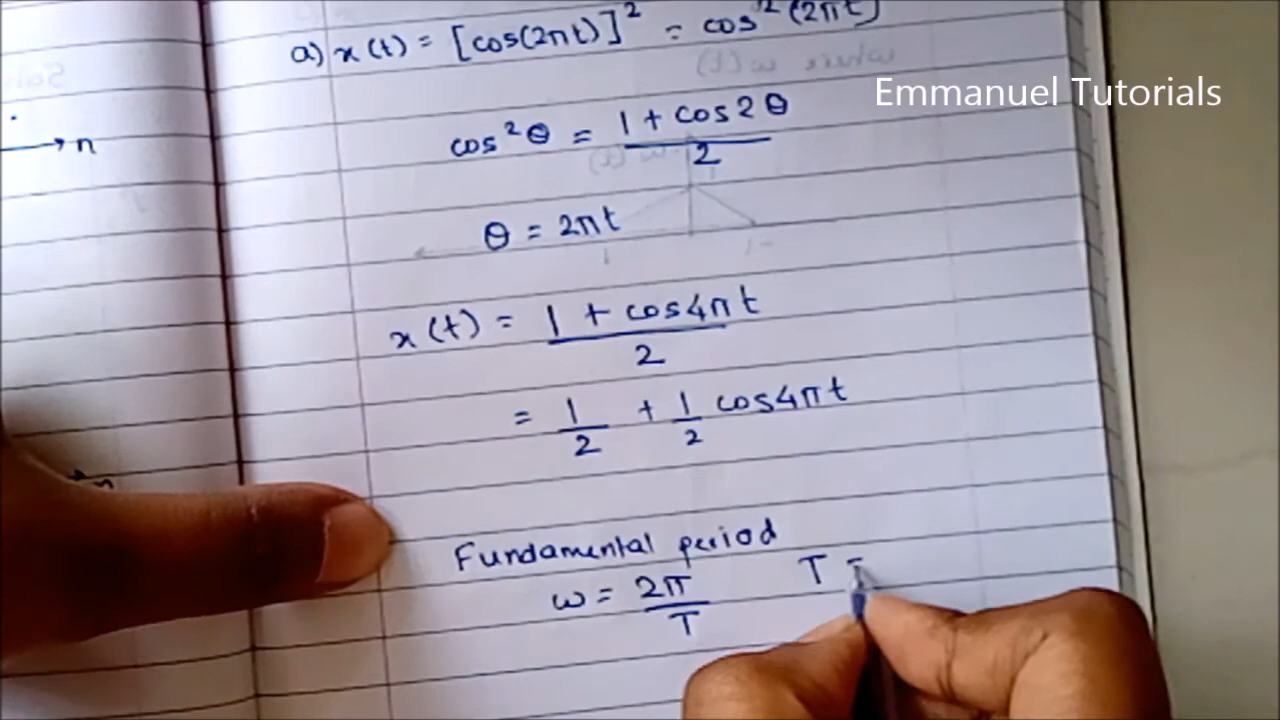 a) x(t) = [cos(2πt)]² = cos²(2πt)
Emmanuel Tutorials
n
cos²θ = 1 + cos2θ
2
θ = 2πt
x(t) = 1 + cos4πt
2
= 1/2 + 1/2 cos4πt
n
Fundamental period
ω = 2π/T T =